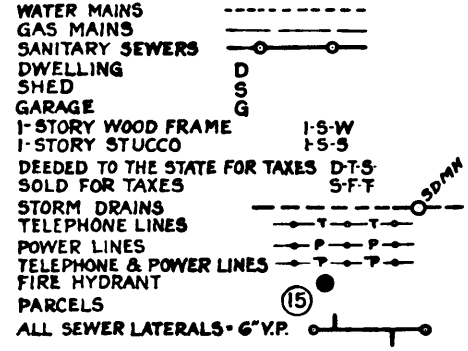 WATER MAINS
GAS MAINS
SANITARY SEWERS
DWELLING D
SHED S
GARAGE G
1-STORY WOOD FRAME 1-S-W
1-STORY STUCCO 1-S-S
DEEDED TO THE STATE FOR TAXES D-T-S-
SOLD FOR TAXES S-F-T
STORM DRAINS SDMH
TELEPHONE LINES T T
POWER LINES P P
TELEPHONE & POWER LINES TP TP
FIRE HYDRANT
PARCELS 15
ALL SEWER LATERALS = 6" V.P.